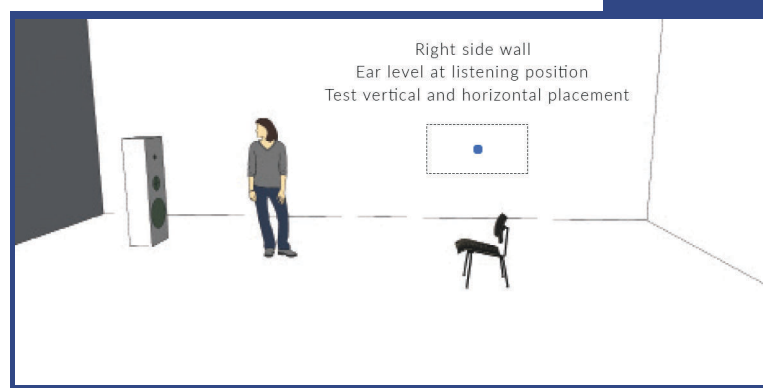 Right side wall
Ear level at listening position
Test vertical and horizontal placement